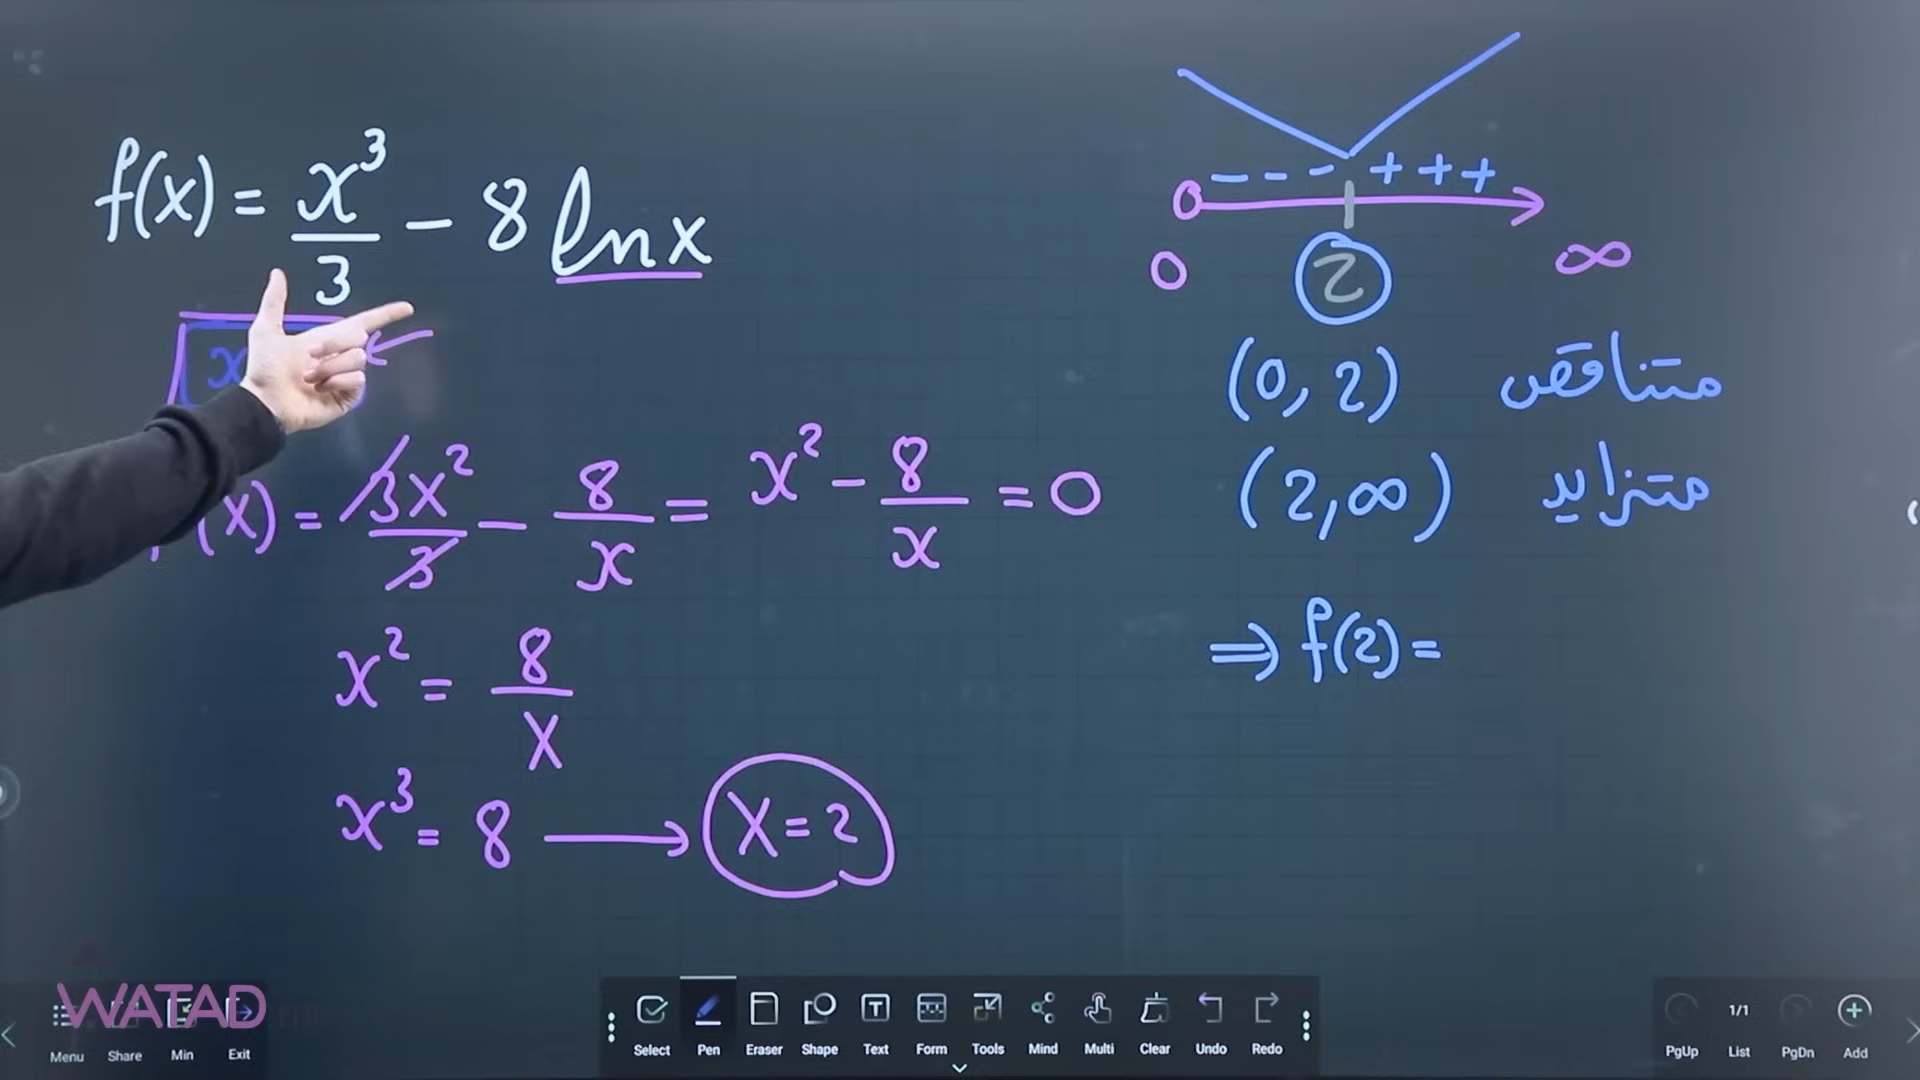 f(x) = x³/3 - 8 ln x
x
(x) = 3x²/3 - 8/x = x² - 8/x = 0
x² = 8/x
x³ = 8 → x = 2
- - - + + +
0 2 ∞
(0, 2) متناقص
(2, ∞) متزايد
⇒ f(2) =
WATAD
Menu Share Min Exit
Select Pen Eraser Shape Text Form Tools Mind Multi Clear Undo Redo
1/1
PgUp List PgDn Add